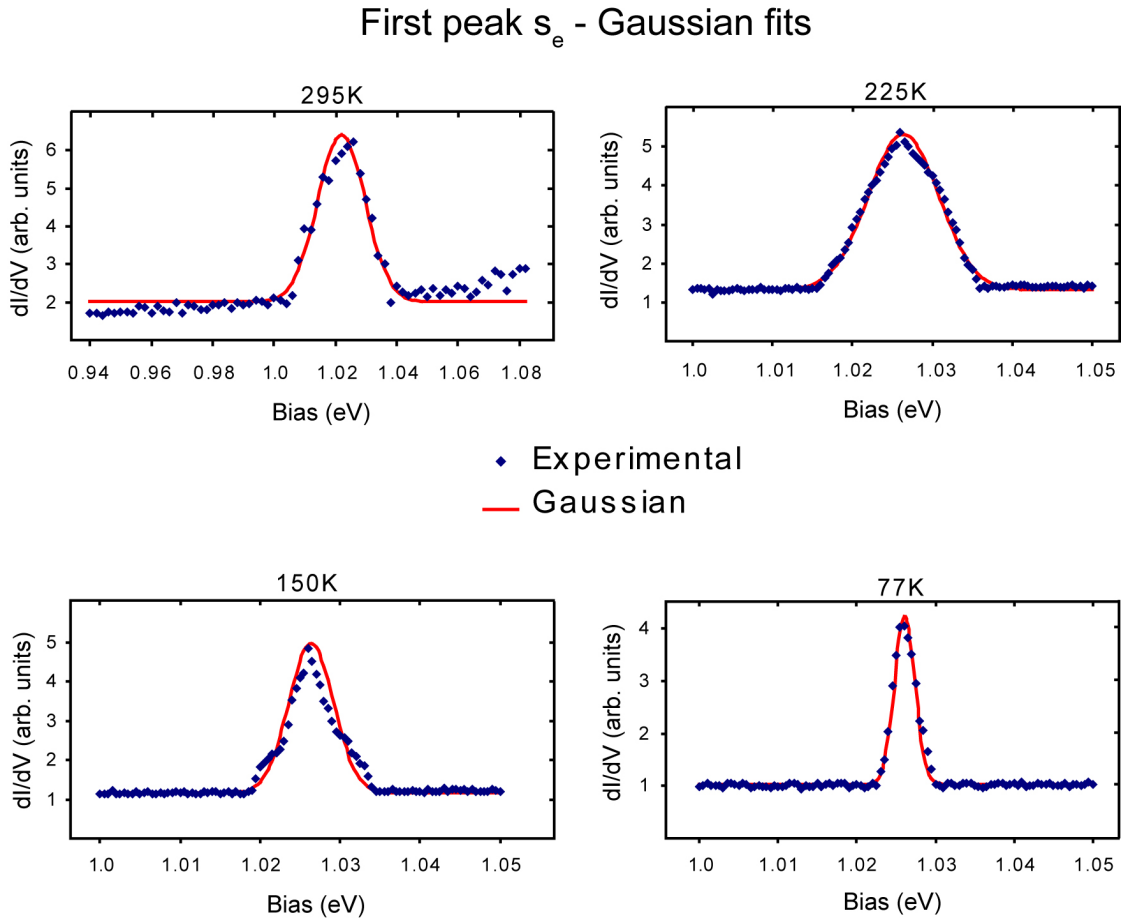 First peak s_e - Gaussian fits
295K
dI/dV (arb. units)
6
5
4
3
2
0.94 0.96 0.98 1.0 1.02 1.04 1.06 1.08
Bias (eV)
225K
dI/dV (arb. units)
5
4
3
2
1
1.0 1.01 1.02 1.03 1.04 1.05
Bias (eV)
Experimental
Gaussian
150K
dI/dV (arb. units)
5
4
3
2
1
1.0 1.01 1.02 1.03 1.04 1.05
Bias (eV)
77K
dI/dV (arb. units)
4
3
2
1
1.0 1.01 1.02 1.03 1.04 1.05
Bias (eV)